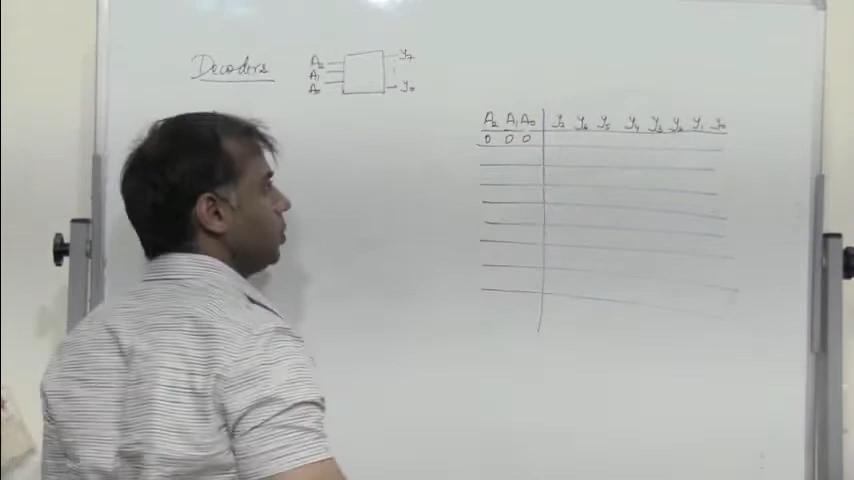 Decoders
A₂ y₇
A₁
A₀ y₀
A₂ A₁ A₀ y₇ y₆ y₅ y₄ y₃ y₂ y₁ y₀
0 0 0